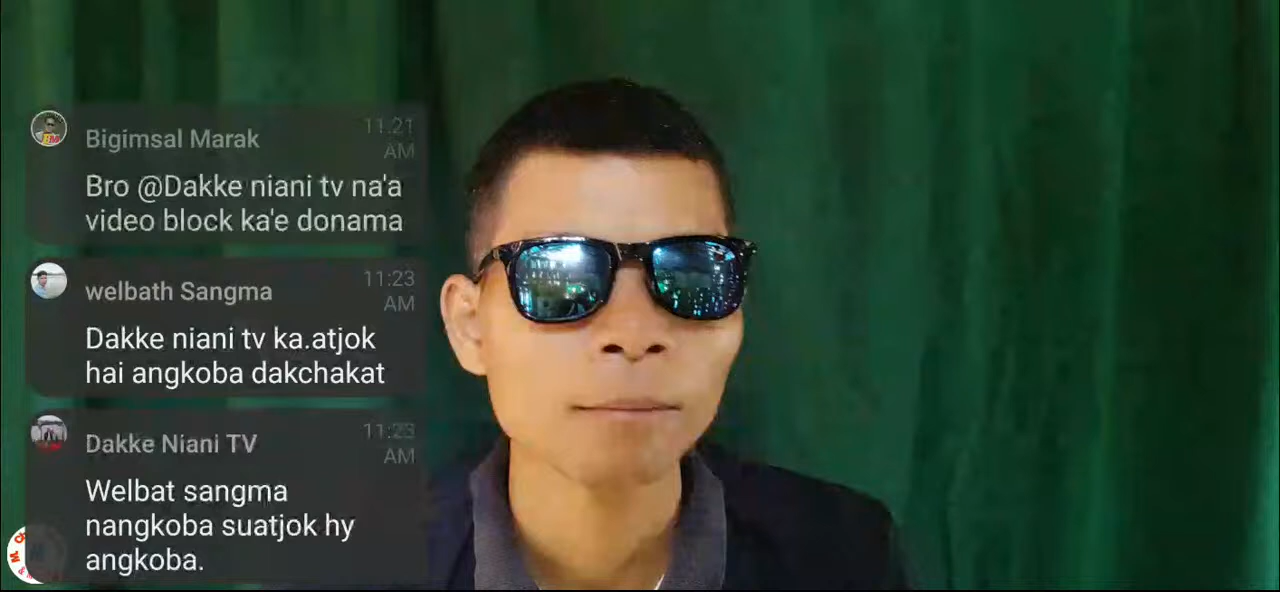 Bigimsal Marak
11:21
AM
Bro @Dakke niani tv na'a
video block ka'e donama
welbath Sangma
11:23
AM
Dakke niani tv ka.atjok
hai angkoba dakchakat
Dakke Niani TV
11:23
AM
Welbat sangma
nangkoba suatjok hy
angkoba.